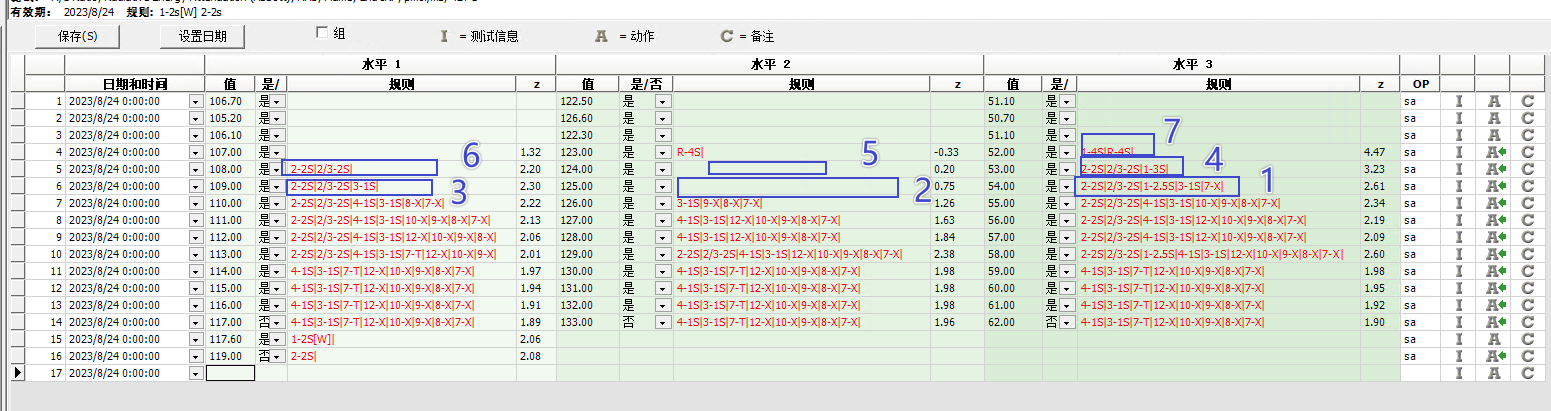 有效期: 2023/8/24 规则: 1-2s[W] 2-2s
保存(S) 设置日期 组 I = 测试信息 A = 动作 C = 备注
水平 1 水平 2 水平 3
日期和时间 值 是/ 规则 z 值 是/否 规则 z 值 是/ 规则 z OP
1 2023/8/24 0:00:00 106.70 是 122.50 是 51.10 是 sa I A C
2 2023/8/24 0:00:00 105.20 是 126.60 是 50.70 是 sa I A C
3 2023/8/24 0:00:00 106.10 是 122.30 是 51.10 是 7 sa I A C
4 2023/8/24 0:00:00 107.00 是 1.32 123.00 是 R-4S| -0.33 52.00 是 1-4S|R-4S| 4.47 sa I A C
5 2023/8/24 0:00:00 108.00 是 2-2S|2/3-2S| 6 2.20 124.00 是 5 0.20 53.00 是 2-2S|2/3-2S|1-3S| 4 3.23 sa I A C
6 2023/8/24 0:00:00 109.00 是 2-2S|2/3-2S|3-1S| 3 2.30 125.00 是 2 0.75 54.00 是 2-2S|2/3-2S|1-2.5S|3-1S|7-X| 1 2.61 sa I A C
7 2023/8/24 0:00:00 110.00 是 2-2S|2/3-2S|4-1S|3-1S|8-X|7-X| 2.22 126.00 是 3-1S|9-X|8-X|7-X| 1.26 55.00 是 2-2S|2/3-2S|4-1S|3-1S|10-X|9-X|8-X|7-X| 2.34 sa I A C
8 2023/8/24 0:00:00 111.00 是 2-2S|2/3-2S|4-1S|3-1S|10-X|9-X|8-X| 2.13 127.00 是 4-1S|3-1S|12-X|10-X|9-X|8-X|7-X| 1.63 56.00 是 2-2S|2/3-2S|4-1S|3-1S|10-X|9-X|8-X|7-X| 2.19 sa I A C
9 2023/8/24 0:00:00 112.00 是 2-2S|2/3-2S|4-1S|3-1S|12-X|10-X|9-X|8-X| 2.06 128.00 是 4-1S|3-1S|12-X|10-X|9-X|8-X|7-X| 1.84 57.00 是 2-2S|2/3-2S|4-1S|3-1S|10-X|9-X|8-X|7-X| 2.09 sa I A C
10 2023/8/24 0:00:00 113.00 是 2-2S|2/3-2S|4-1S|3-1S|7-T|12-X|10-X|9-X| 2.01 129.00 是 2-2S|2/3-2S|4-1S|3-1S|12-X|10-X|9-X|8-X|7-X| 2.38 58.00 是 2-2S|2/3-2S|1-2.5S|4-1S|3-1S|12-X|10-X|9-X|8-X|7-X| 2.60 sa I A C
11 2023/8/24 0:00:00 114.00 是 4-1S|3-1S|7-T|12-X|10-X|9-X|8-X|7-X| 1.97 130.00 是 4-1S|3-1S|7-T|12-X|10-X|9-X|8-X|7-X| 1.98 59.00 是 4-1S|3-1S|7-T|12-X|10-X|9-X|8-X|7-X| 1.98 sa I A C
12 2023/8/24 0:00:00 115.00 是 4-1S|3-1S|7-T|12-X|10-X|9-X|8-X|7-X| 1.94 131.00 是 4-1S|3-1S|7-T|12-X|10-X|9-X|8-X|7-X| 1.98 60.00 是 4-1S|3-1S|7-T|12-X|10-X|9-X|8-X|7-X| 1.95 sa I A C
13 2023/8/24 0:00:00 116.00 是 4-1S|3-1S|7-T|12-X|10-X|9-X|8-X|7-X| 1.91 132.00 是 4-1S|3-1S|7-T|12-X|10-X|9-X|8-X|7-X| 1.98 61.00 是 4-1S|3-1S|7-T|12-X|10-X|9-X|8-X|7-X| 1.92 sa I A C
14 2023/8/24 0:00:00 117.00 否 4-1S|3-1S|7-T|12-X|10-X|9-X|8-X|7-X| 1.89 133.00 否 4-1S|3-1S|7-T|12-X|10-X|9-X|8-X|7-X| 1.96 62.00 否 4-1S|3-1S|7-T|12-X|10-X|9-X|8-X|7-X| 1.90 sa I A C
15 2023/8/24 0:00:00 117.60 是 1-2S[W]| 2.06 sa I A C
16 2023/8/24 0:00:00 119.00 否 2-2S| 2.08 sa I A C
17 2023/8/24 0:00:00 I A C